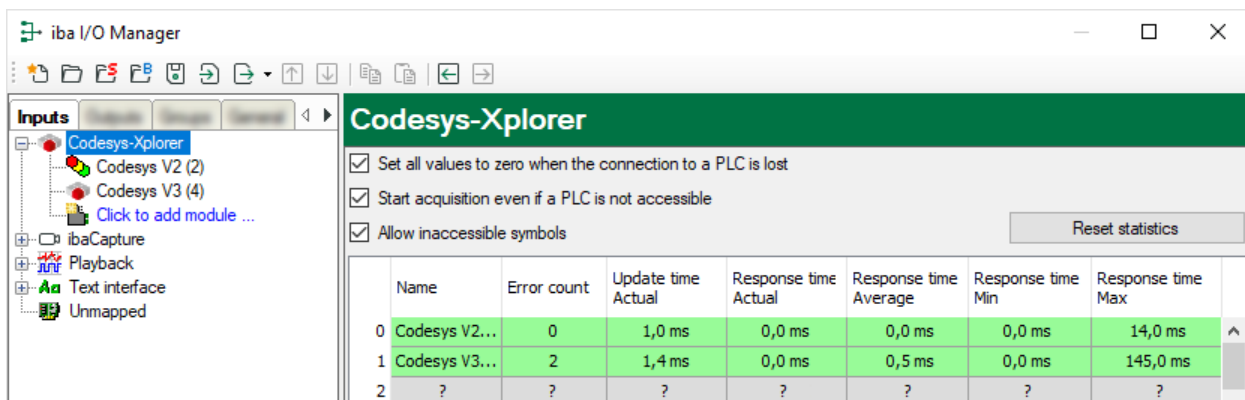 iba I/O Manager
Inputs
Codesys-Xplorer
Codesys V2 (2)
Codesys V3 (4)
Click to add module ...
ibaCapture
Playback
Text interface
Unmapped
Codesys-Xplorer
Set all values to zero when the connection to a PLC is lost
Start acquisition even if a PLC is not accessible
Allow inaccessible symbols
Reset statistics
Name Error count Update time Actual Response time Actual Response time Average Response time Min Response time Max
0 Codesys V2... 0 1,0 ms 0,0 ms 0,0 ms 0,0 ms 14,0 ms
1 Codesys V3... 2 1,4 ms 0,0 ms 0,5 ms 0,0 ms 145,0 ms
2 ? ? ? ? ? ? ?